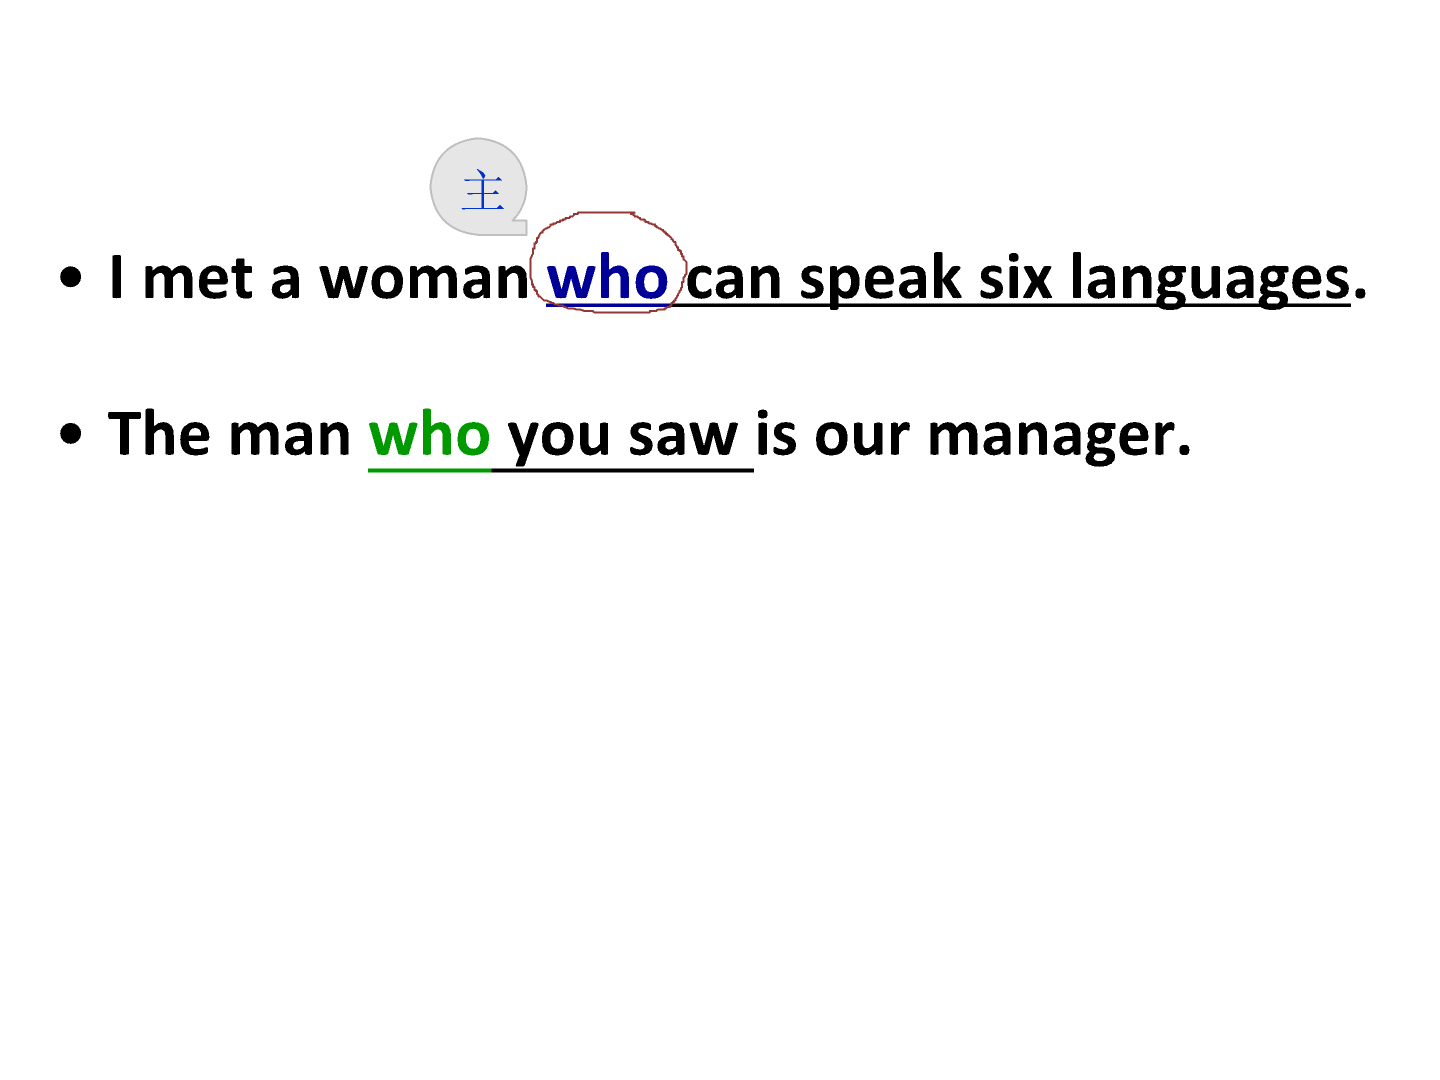 主
• I met a woman who can speak six languages.
• The man who you saw is our manager.